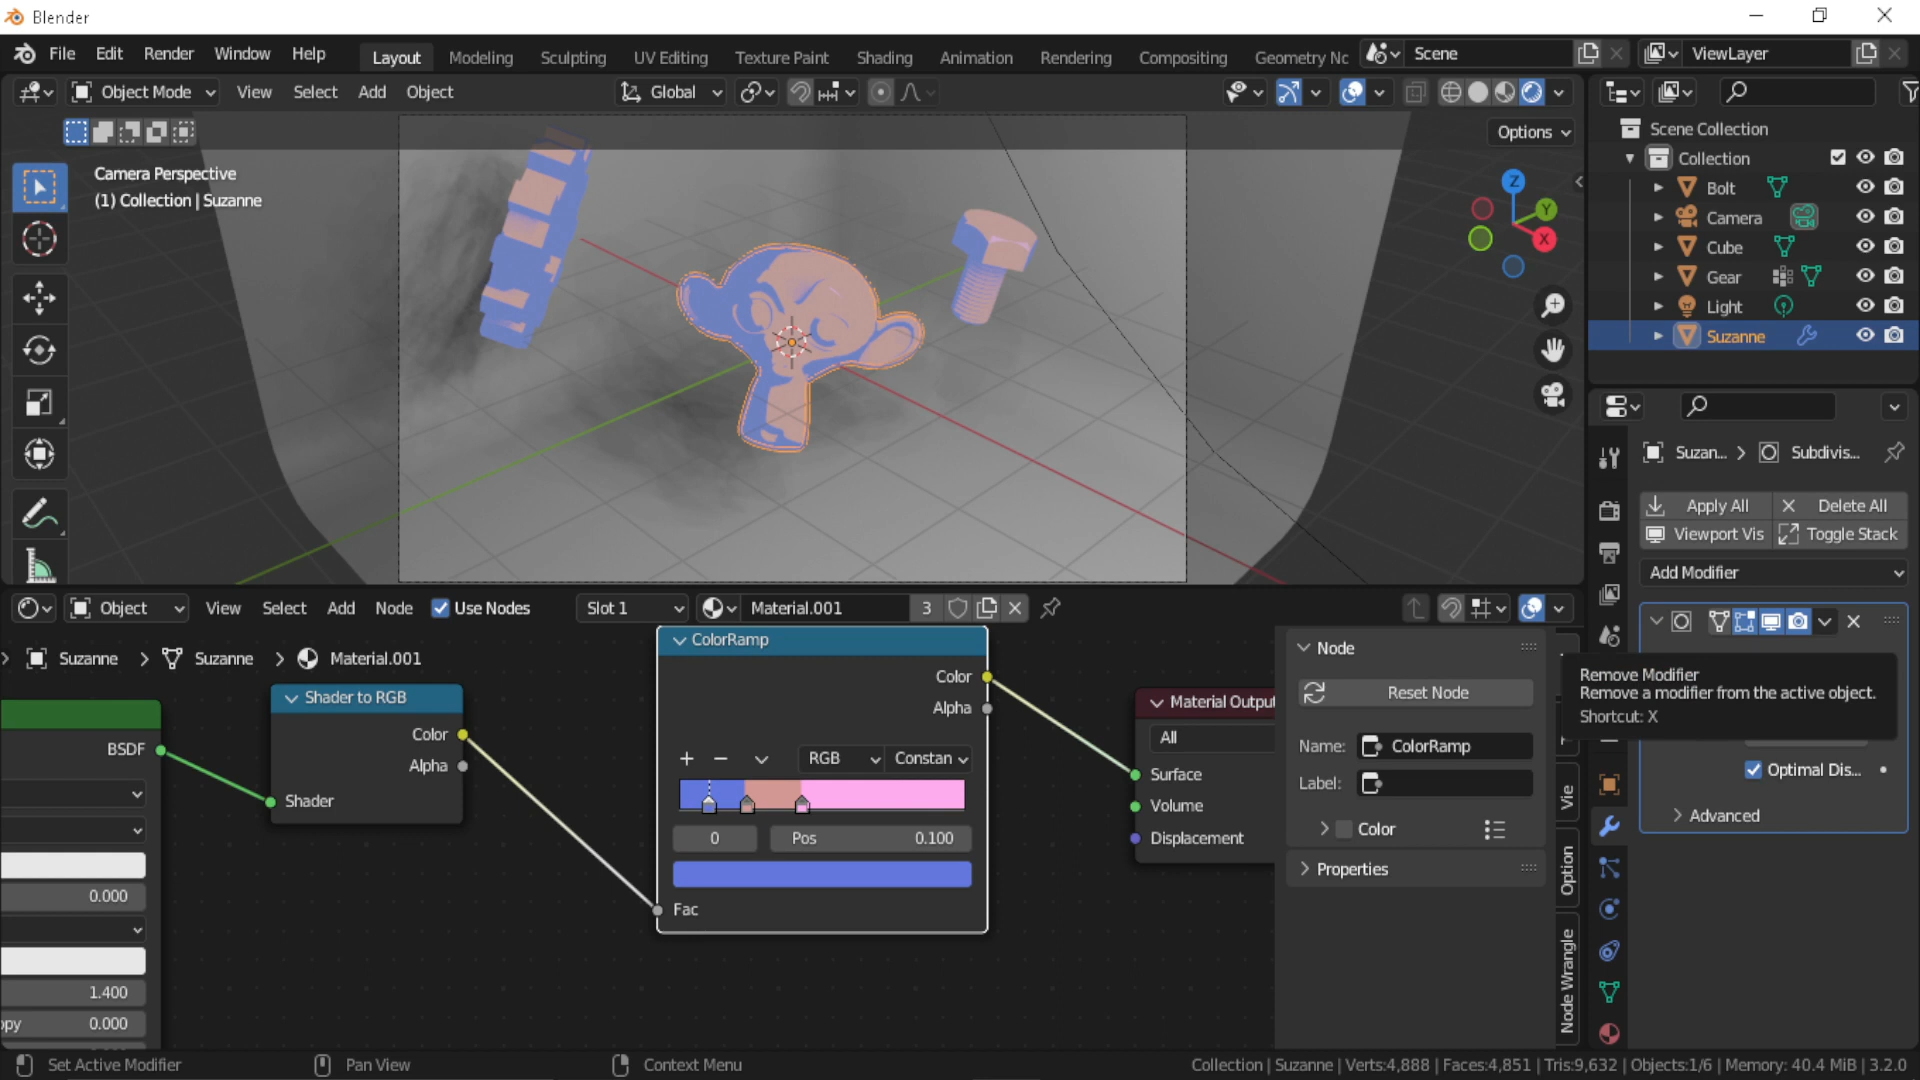 Blender
File Edit Render Window Help Layout Modeling Sculpting UV Editing Texture Paint Shading Animation Rendering Compositing Geometry Nc Scene ViewLayer
Object Mode View Select Add Object Global
Options
Camera Perspective
(1) Collection | Suzanne
Z
Y
X
Scene Collection
Collection
Bolt
Camera
Cube
Gear
Light
Suzanne
Suzan... > Subdivis...
Apply All Delete All
Viewport Vis Toggle Stack
Add Modifier
Remove Modifier
Remove a modifier from the active object.
Shortcut: X
Optimal Dis...
Advanced
Object View Select Add Node Use Nodes Slot 1 Material.001 3
Suzanne > Suzanne > Material.001
BSDF
0.000
1.400
opy 0.000
Shader to RGB
Color
Alpha
Shader
ColorRamp
Color
Alpha
RGB Constan
0 Pos 0.100
Fac
Material Output
All
Surface
Volume
Displacement
Node
Reset Node
Name: ColorRamp
Label:
Color
Properties
Vie
Option
Node Wrangle
Set Active Modifier Pan View Context Menu Collection | Suzanne | Verts:4,888 | Faces:4,851 | Tris:9,632 | Objects:1/6 | Memory: 40.4 MiB | 3.2.0